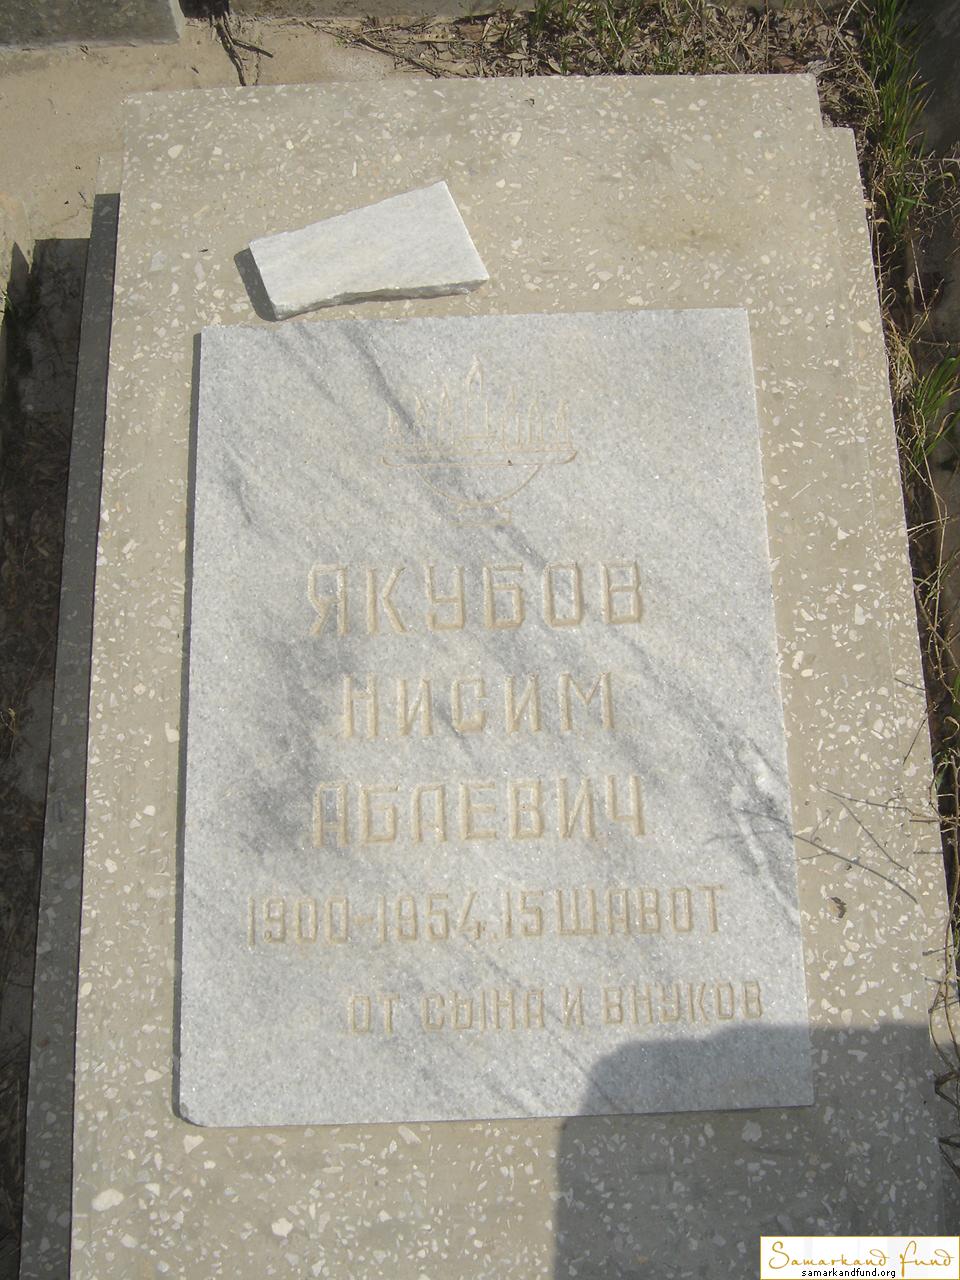 ЯКУБОВ
НИСИМ
АБАЕВИЧ
1900-1954.15 ШАВОТ
ОТ СЫНА И ВНУКОВ
Samarkand fund
samarkandfund.org